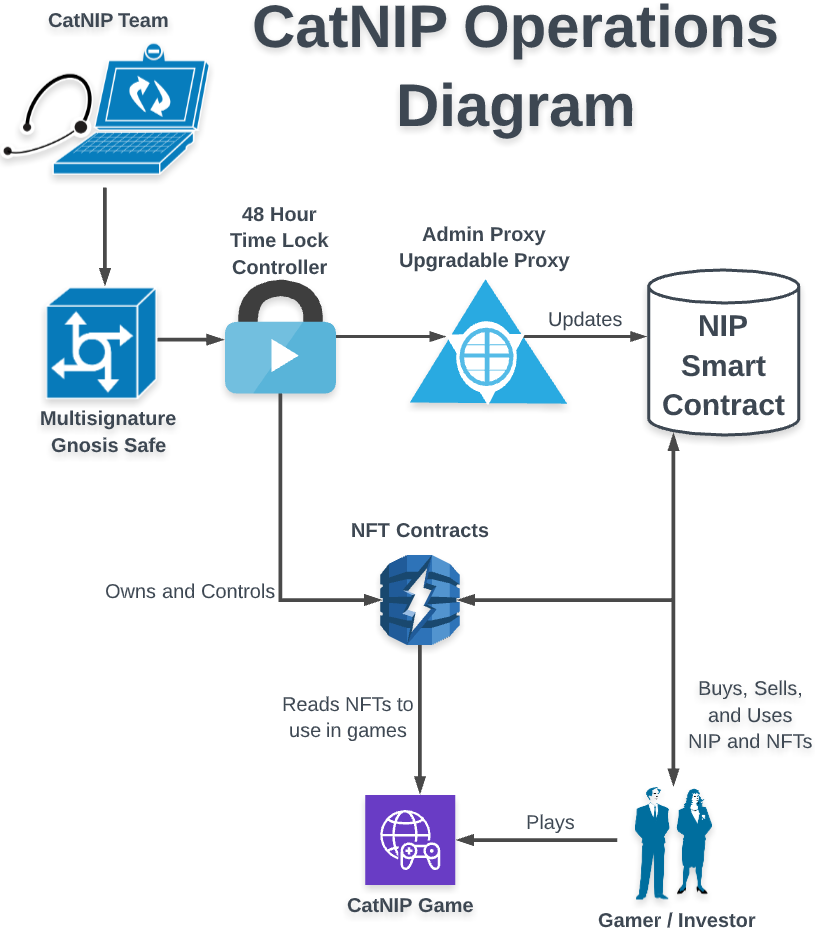 CatNIP Team
CatNIP Operations
Diagram
48 Hour
Time Lock
Controller
Admin Proxy
Upgradable Proxy
Updates
NIP
Smart
Contract
Multisignature
Gnosis Safe
NFT Contracts
Owns and Controls
Reads NFTs to
use in games
Buys, Sells,
and Uses
NIP and NFTs
Plays
CatNIP Game
Gamer / Investor